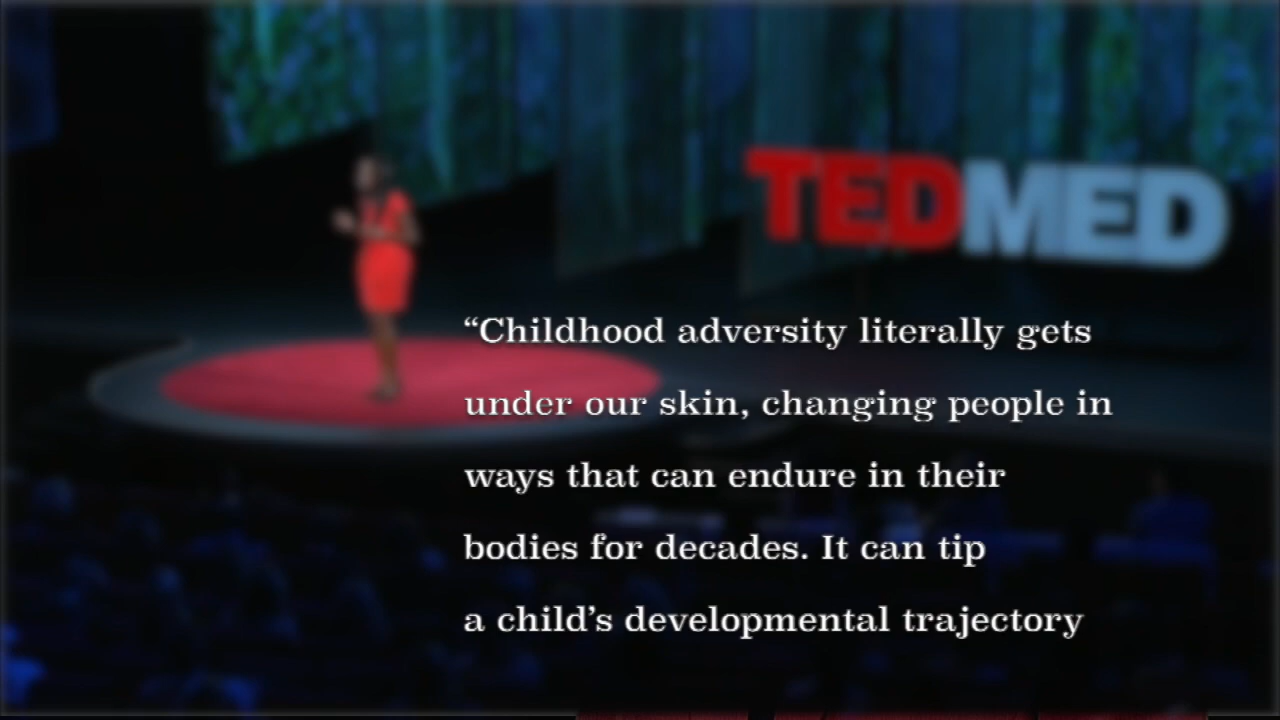 TEDMED
“Childhood adversity literally gets
under our skin, changing people in
ways that can endure in their
bodies for decades. It can tip
a child’s developmental trajectory